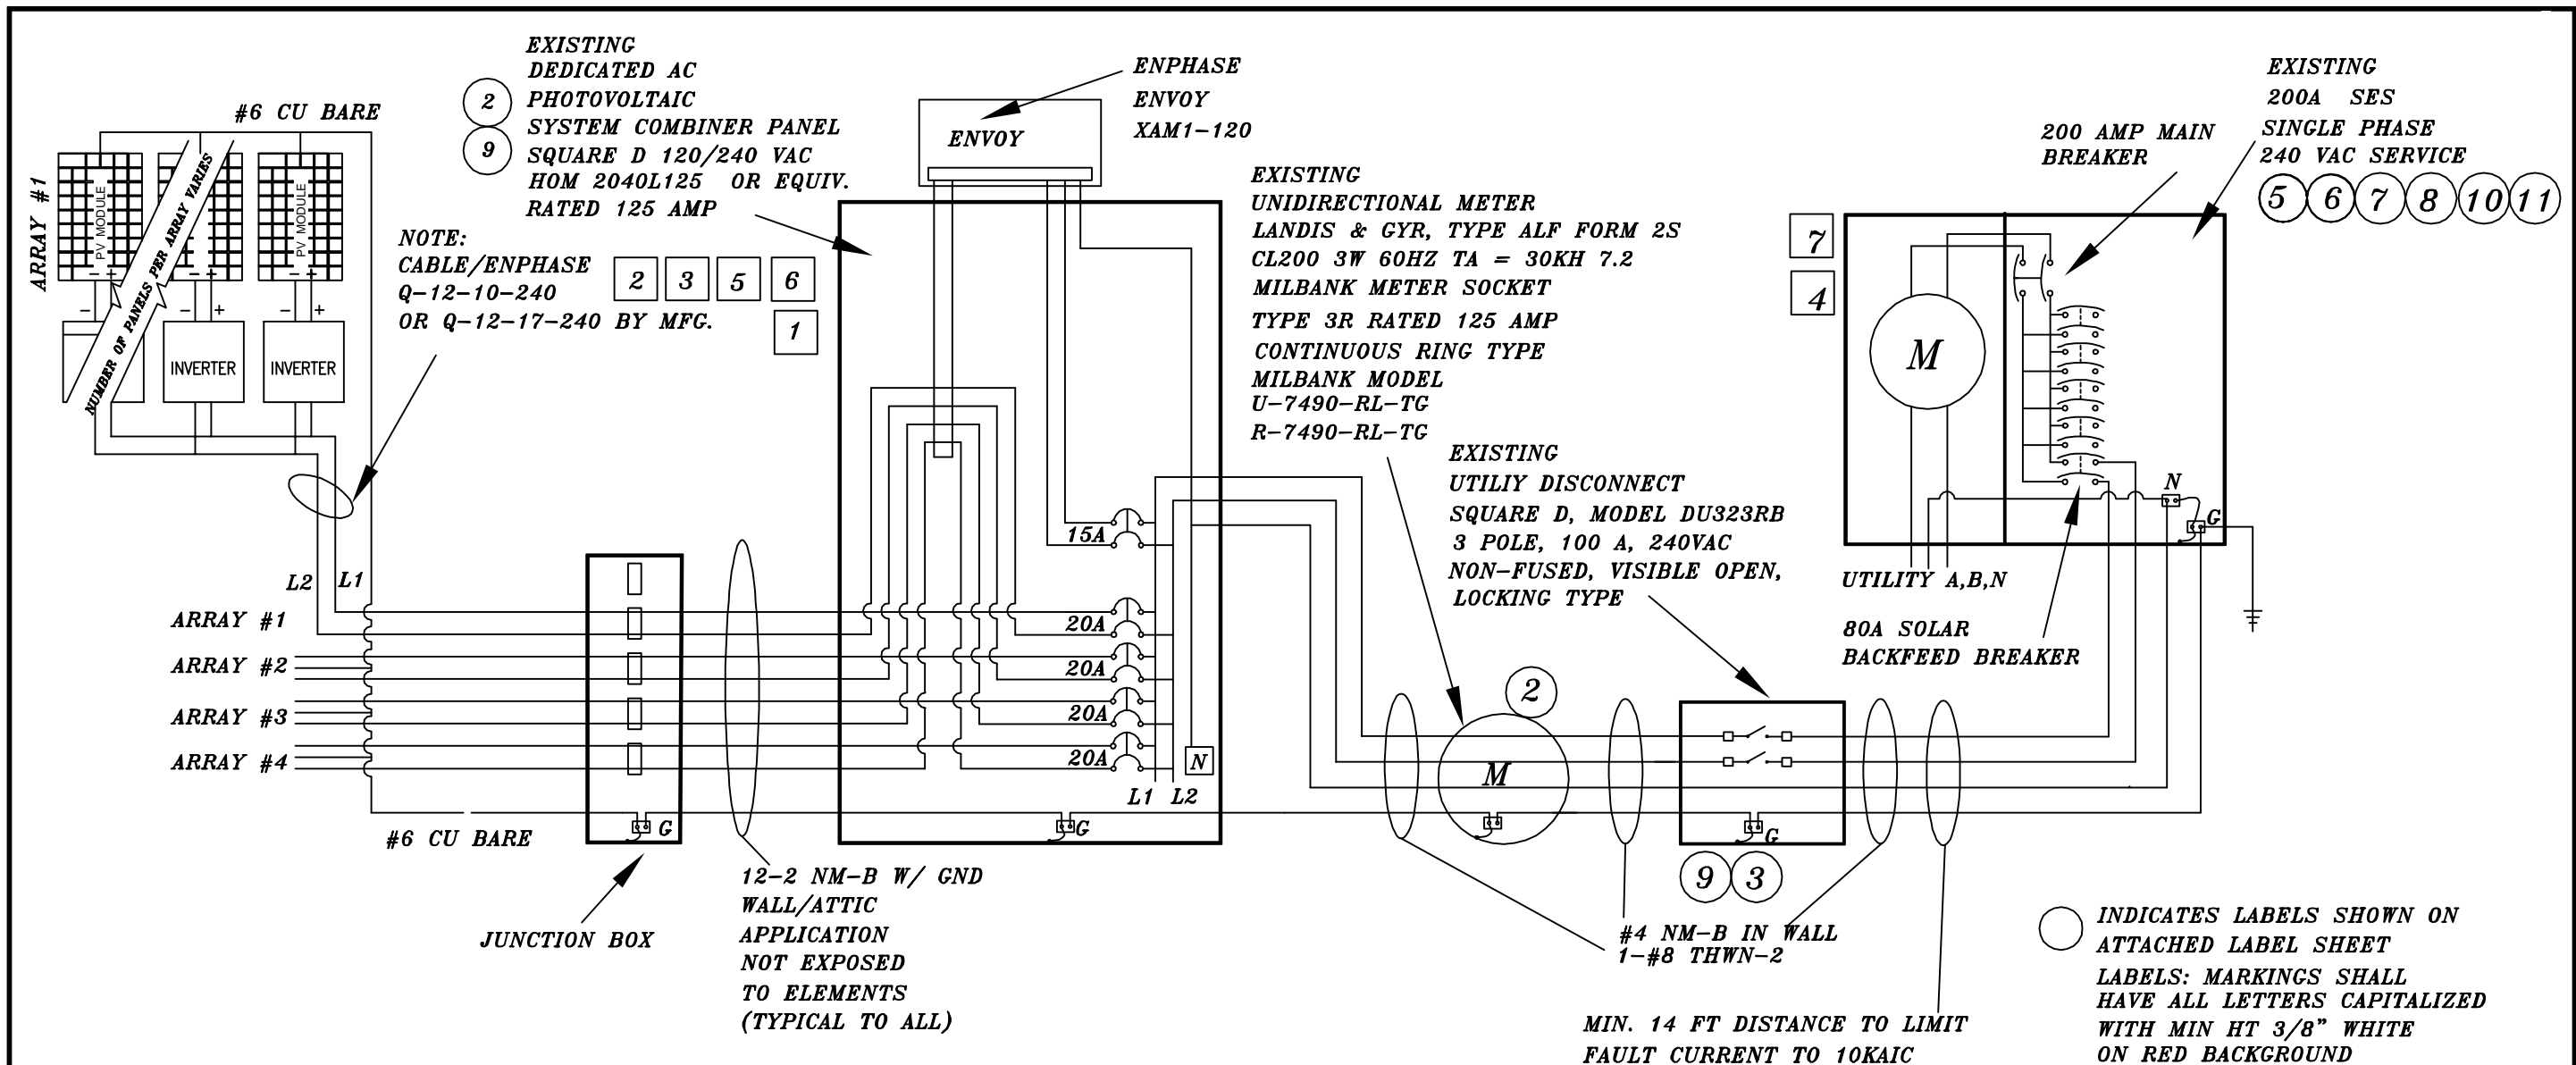 EXISTING
DEDICATED AC
PHOTOVOLTAIC
SYSTEM COMBINER PANEL
SQUARE D 120/240 VAC
HOM 2040L125 OR EQUIV.
RATED 125 AMP
2
9
#6 CU BARE
ARRAY #1
PV MODULE
PV MODULE
- +
- +
- +
NUMBER OF PANELS PER ARRAY VARIES
-
- +
- +
INVERTER
INVERTER
NOTE:
CABLE/ENPHASE
Q-12-10-240
OR Q-12-17-240 BY MFG.
2 3 5 6
1
ENPHASE
ENVOY
XAM1-120
ENVOY
EXISTING
UNIDIRECTIONAL METER
LANDIS & GYR, TYPE ALF FORM 2S
CL200 3W 60HZ TA = 30KH 7.2
MILBANK METER SOCKET
TYPE 3R RATED 125 AMP
CONTINUOUS RING TYPE
MILBANK MODEL
U-7490-RL-TG
R-7490-RL-TG
EXISTING
UTILIY DISCONNECT
SQUARE D, MODEL DU323RB
3 POLE, 100 A, 240VAC
NON-FUSED, VISIBLE OPEN,
LOCKING TYPE
200 AMP MAIN
BREAKER
EXISTING
200A SES
SINGLE PHASE
240 VAC SERVICE
5 6 7 8 10 11
7
4
M
N
G
UTILITY A,B,N
80A SOLAR
BACKFEED BREAKER
L2 L1
ARRAY #1
ARRAY #2
ARRAY #3
ARRAY #4
#6 CU BARE
G
JUNCTION BOX
12-2 NM-B W/ GND
WALL/ATTIC
APPLICATION
NOT EXPOSED
TO ELEMENTS
(TYPICAL TO ALL)
15A
20A
20A
20A
20A
N
L1 L2
G
2
M
G
9 3
#4 NM-B IN WALL
1-#8 THWN-2
MIN. 14 FT DISTANCE TO LIMIT
FAULT CURRENT TO 10KAIC
INDICATES LABELS SHOWN ON
ATTACHED LABEL SHEET
LABELS: MARKINGS SHALL
HAVE ALL LETTERS CAPITALIZED
WITH MIN HT 3/8" WHITE
ON RED BACKGROUND